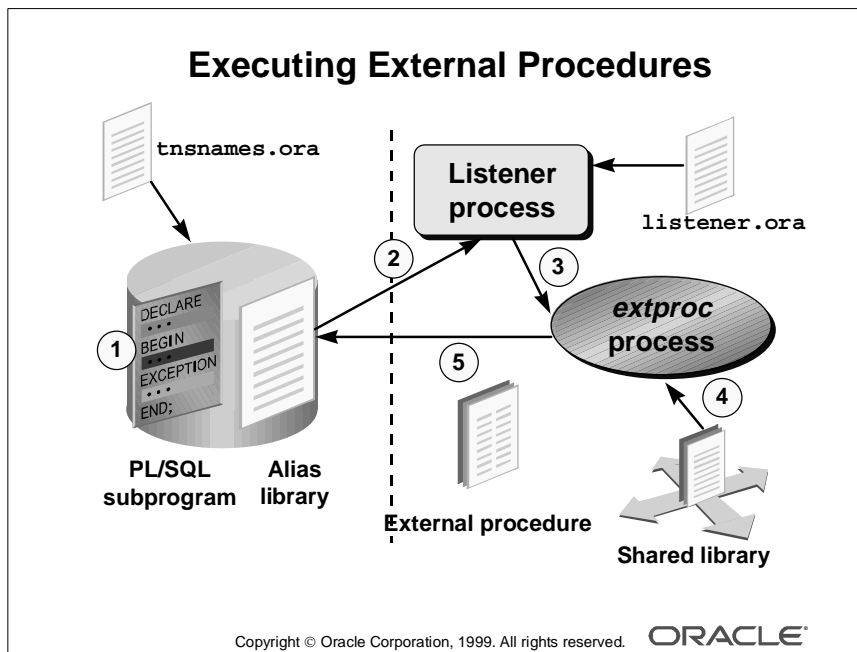 Executing External Procedures
tnsnames.ora
Listener
process
listener.ora
2
3
DECLARE
• • •
BEGIN
• • •
EXCEPTION
• • •
END;
1
extproc
process
5
4
PL/SQL
subprogram
Alias
library
External procedure
Shared library
Copyright © Oracle Corporation, 1999. All rights reserved.
ORACLE®